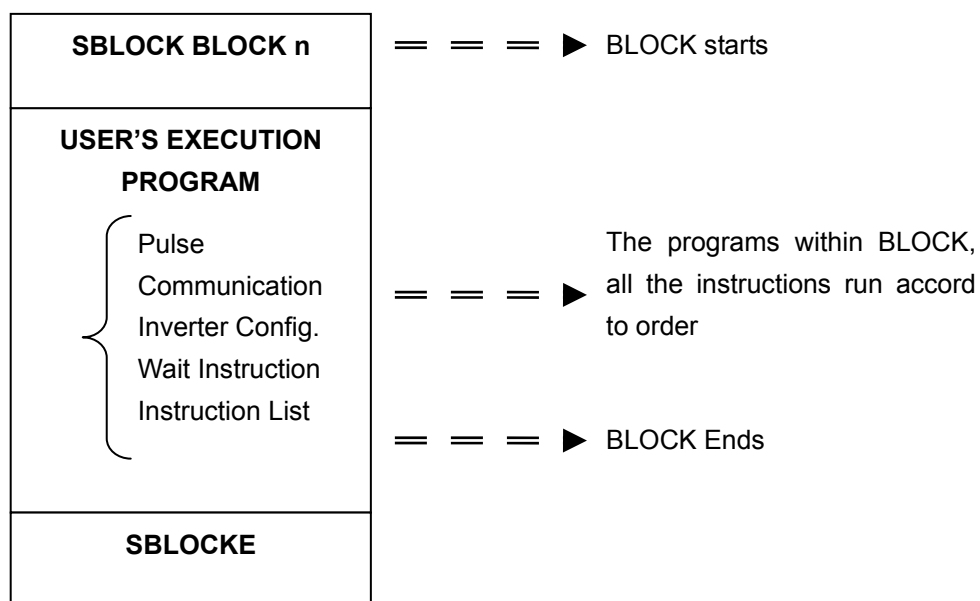 SBLOCK BLOCK n
BLOCK starts
USER'S EXECUTION
PROGRAM
Pulse
Communication
Inverter Config.
Wait Instruction
Instruction List
The programs within BLOCK,
all the instructions run accord
to order
BLOCK Ends
SBLOCKE